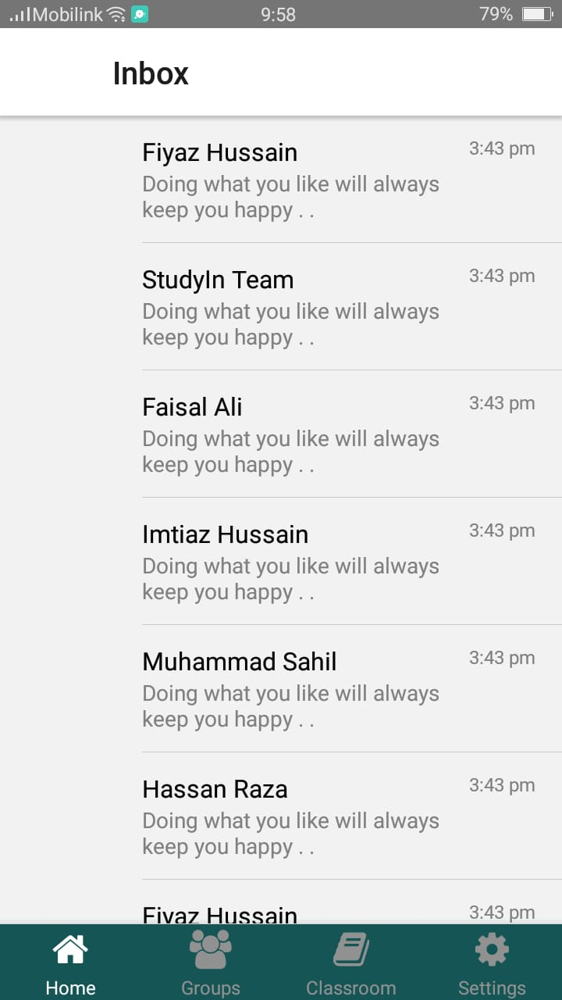 Mobilink 9:58 79%
Inbox
Fiyaz Hussain 3:43 pm
Doing what you like will always
keep you happy . .
StudyIn Team 3:43 pm
Doing what you like will always
keep you happy . .
Faisal Ali 3:43 pm
Doing what you like will always
keep you happy . .
Imtiaz Hussain 3:43 pm
Doing what you like will always
keep you happy . .
Muhammad Sahil 3:43 pm
Doing what you like will always
keep you happy . .
Hassan Raza 3:43 pm
Doing what you like will always
keep you happy . .
Fiyaz Hussain 3:43 pm
Home Groups Classroom Settings